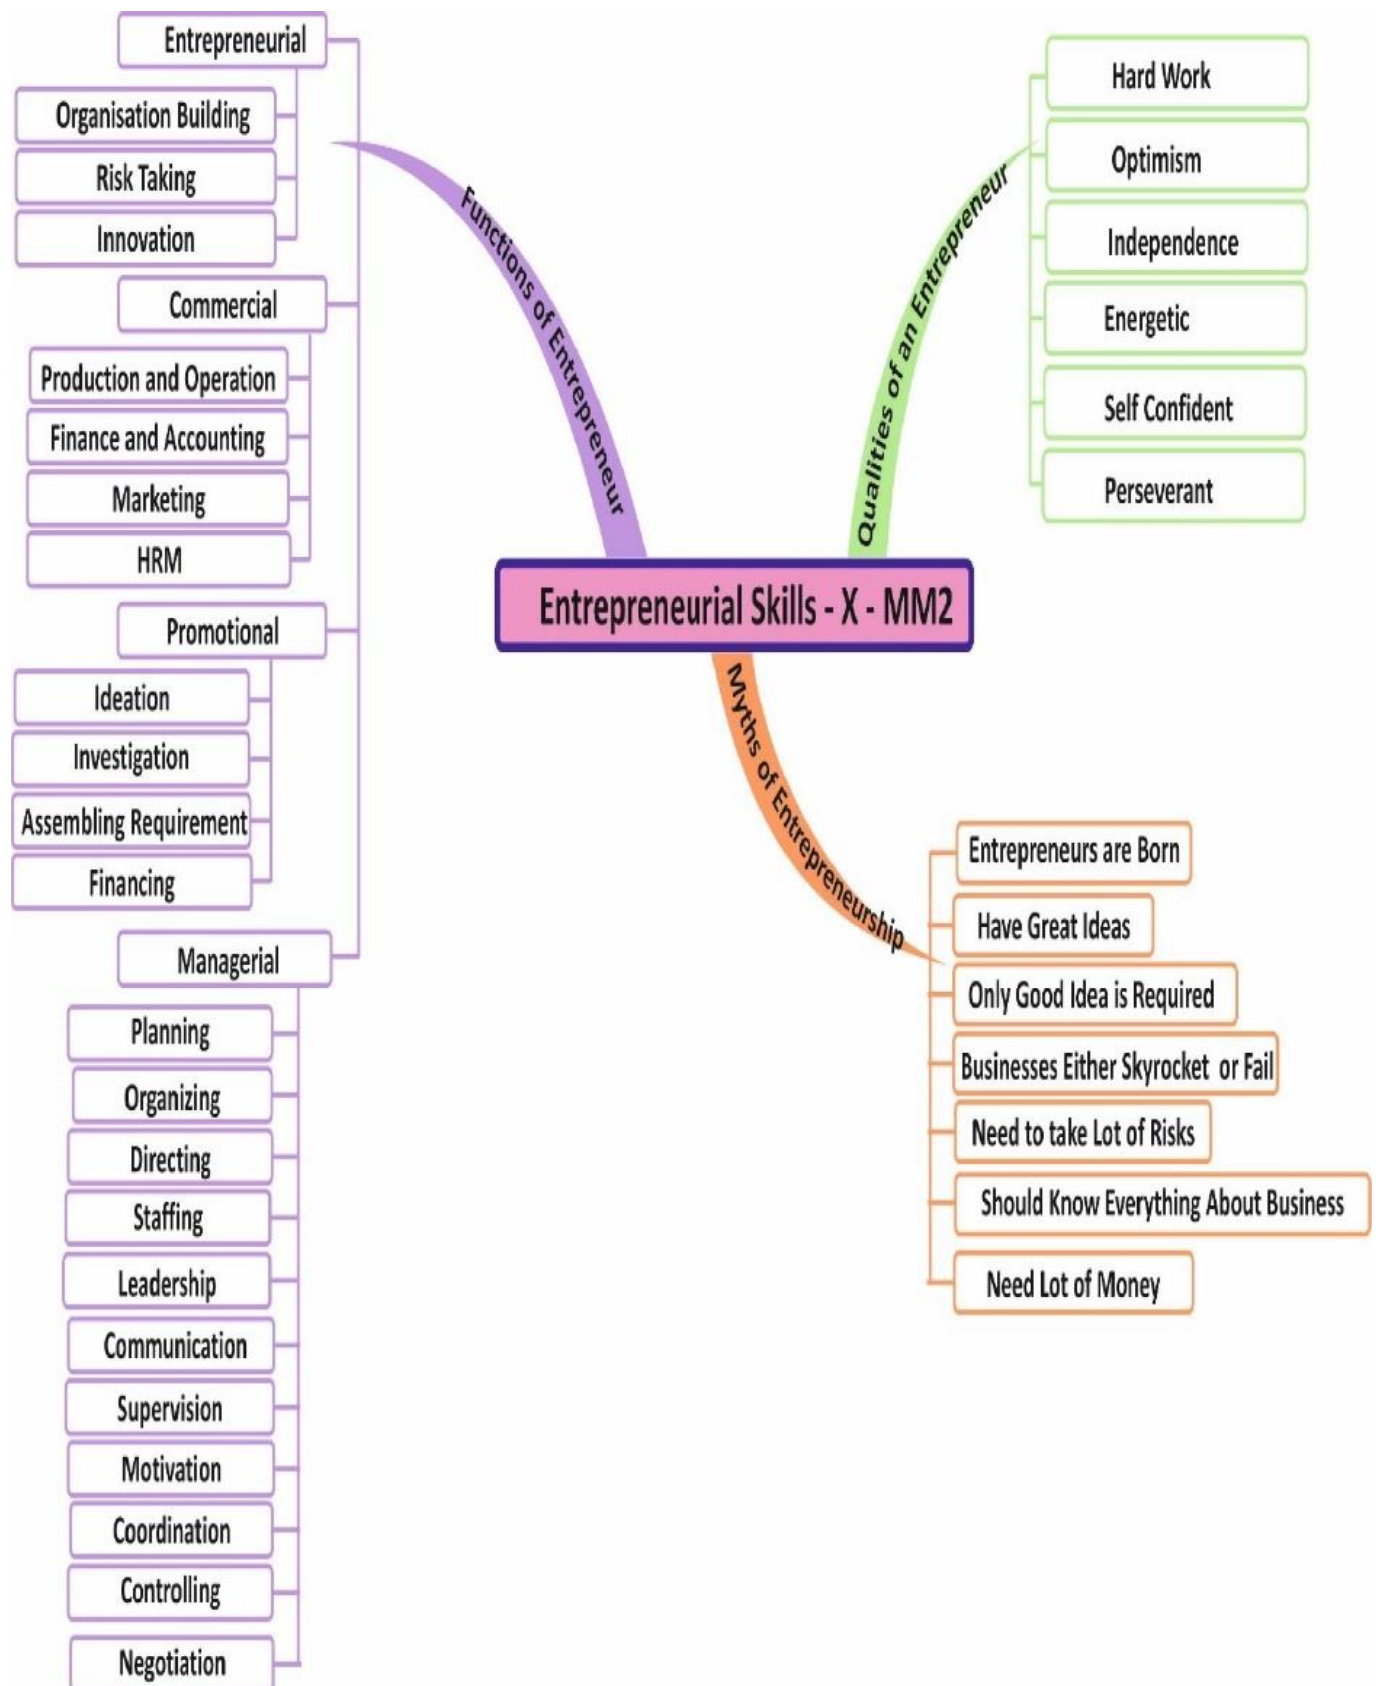 Entrepreneurial
Organisation Building
Risk Taking
Innovation
Commercial
Production and Operation
Finance and Accounting
Marketing
HRM
Promotional
Ideation
Investigation
Assembling Requirement
Financing
Managerial
Planning
Organizing
Directing
Staffing
Leadership
Communication
Supervision
Motivation
Coordination
Controlling
Negotiation
Functions of Entrepreneur
Entrepreneurial Skills - X - MM2
Qualities of an Entrepreneur
Hard Work
Optimism
Independence
Energetic
Self Confident
Perseverant
Myths of Entrepreneurship
Entrepreneurs are Born
Have Great Ideas
Only Good Idea is Required
Businesses Either Skyrocket or Fail
Need to take Lot of Risks
Should Know Everything About Business
Need Lot of Money